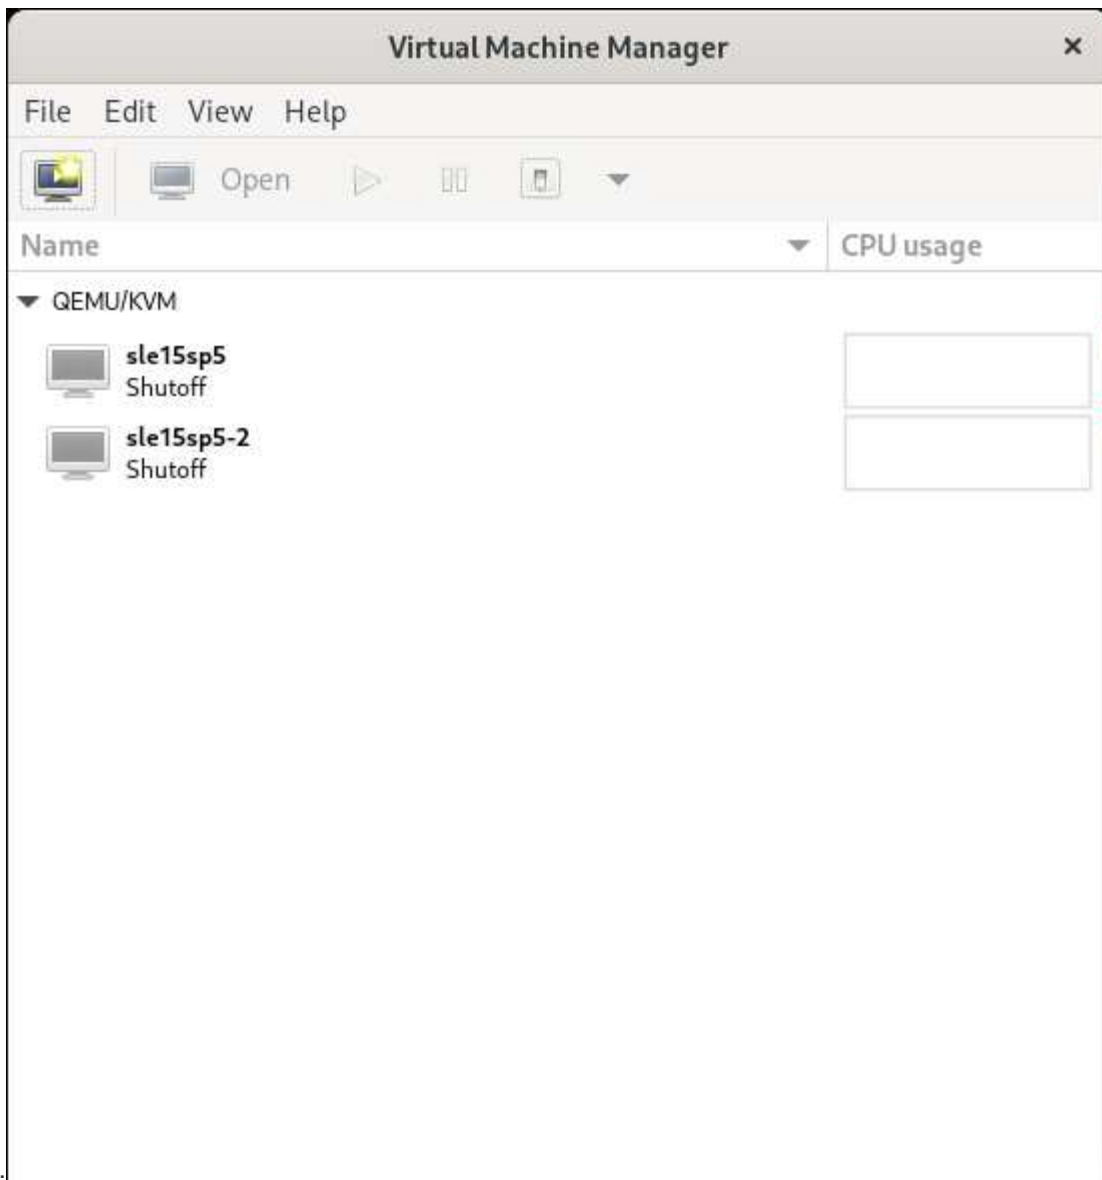 Virtual Machine Manager ×
File Edit View Help
Open
Name CPU usage
QEMU/KVM
sle15sp5
Shutoff
sle15sp5-2
Shutoff